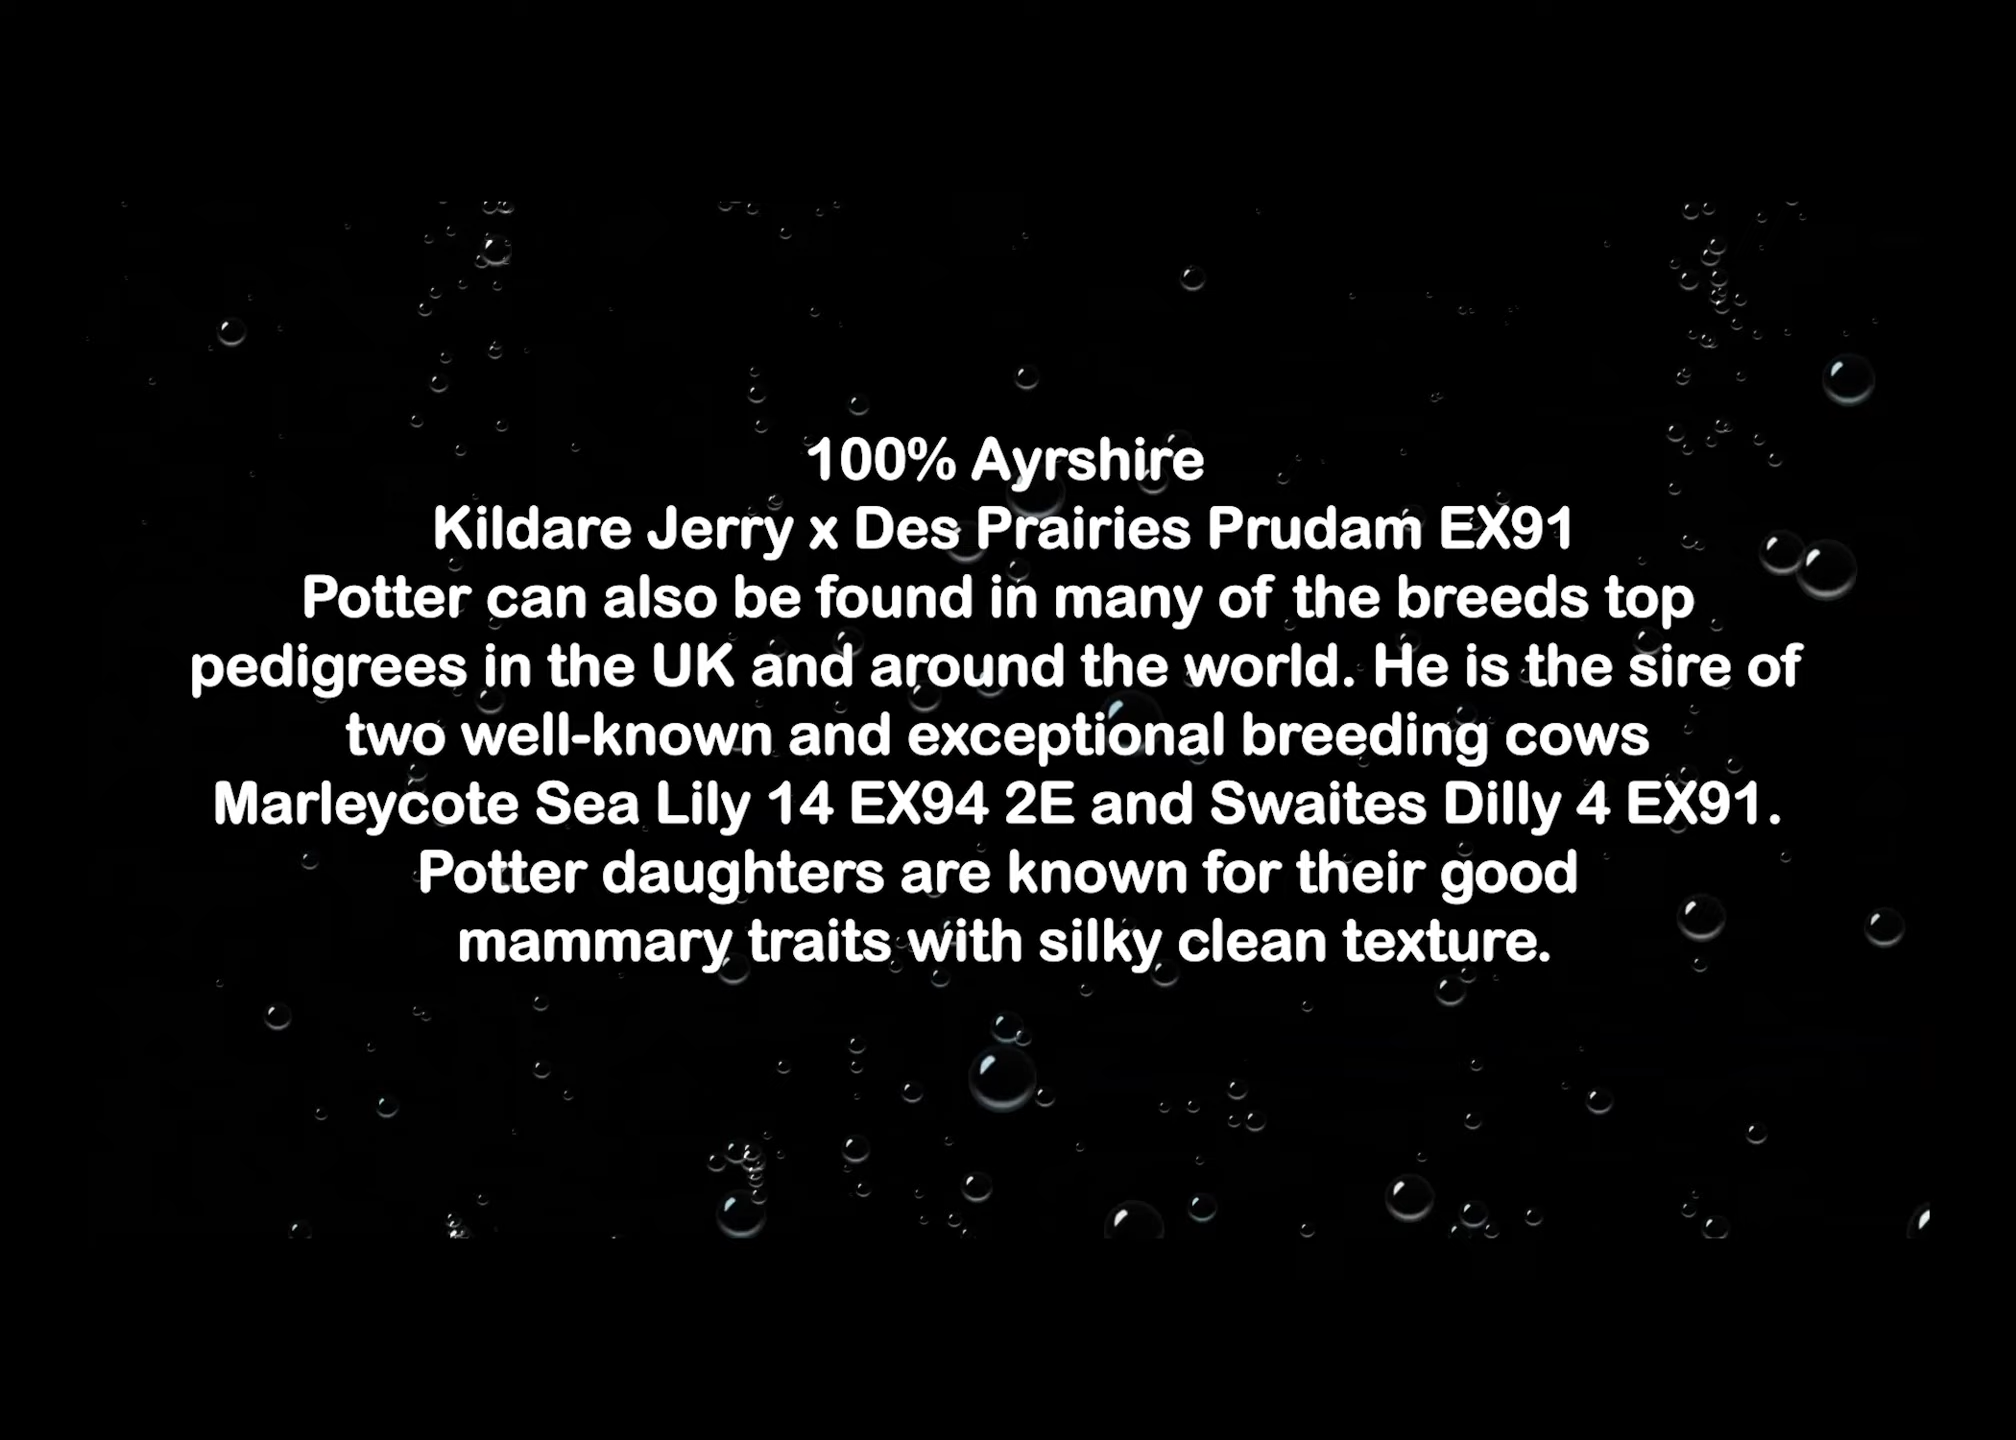 100% Ayrshire
Kildare Jerry x Des Prairies Prudam EX91
Potter can also be found in many of the breeds top
pedigrees in the UK and around the world. He is the sire of
two well-known and exceptional breeding cows
Marleycote Sea Lily 14 EX94 2E and Swaites Dilly 4 EX91.
Potter daughters are known for their good
mammary traits with silky clean texture.